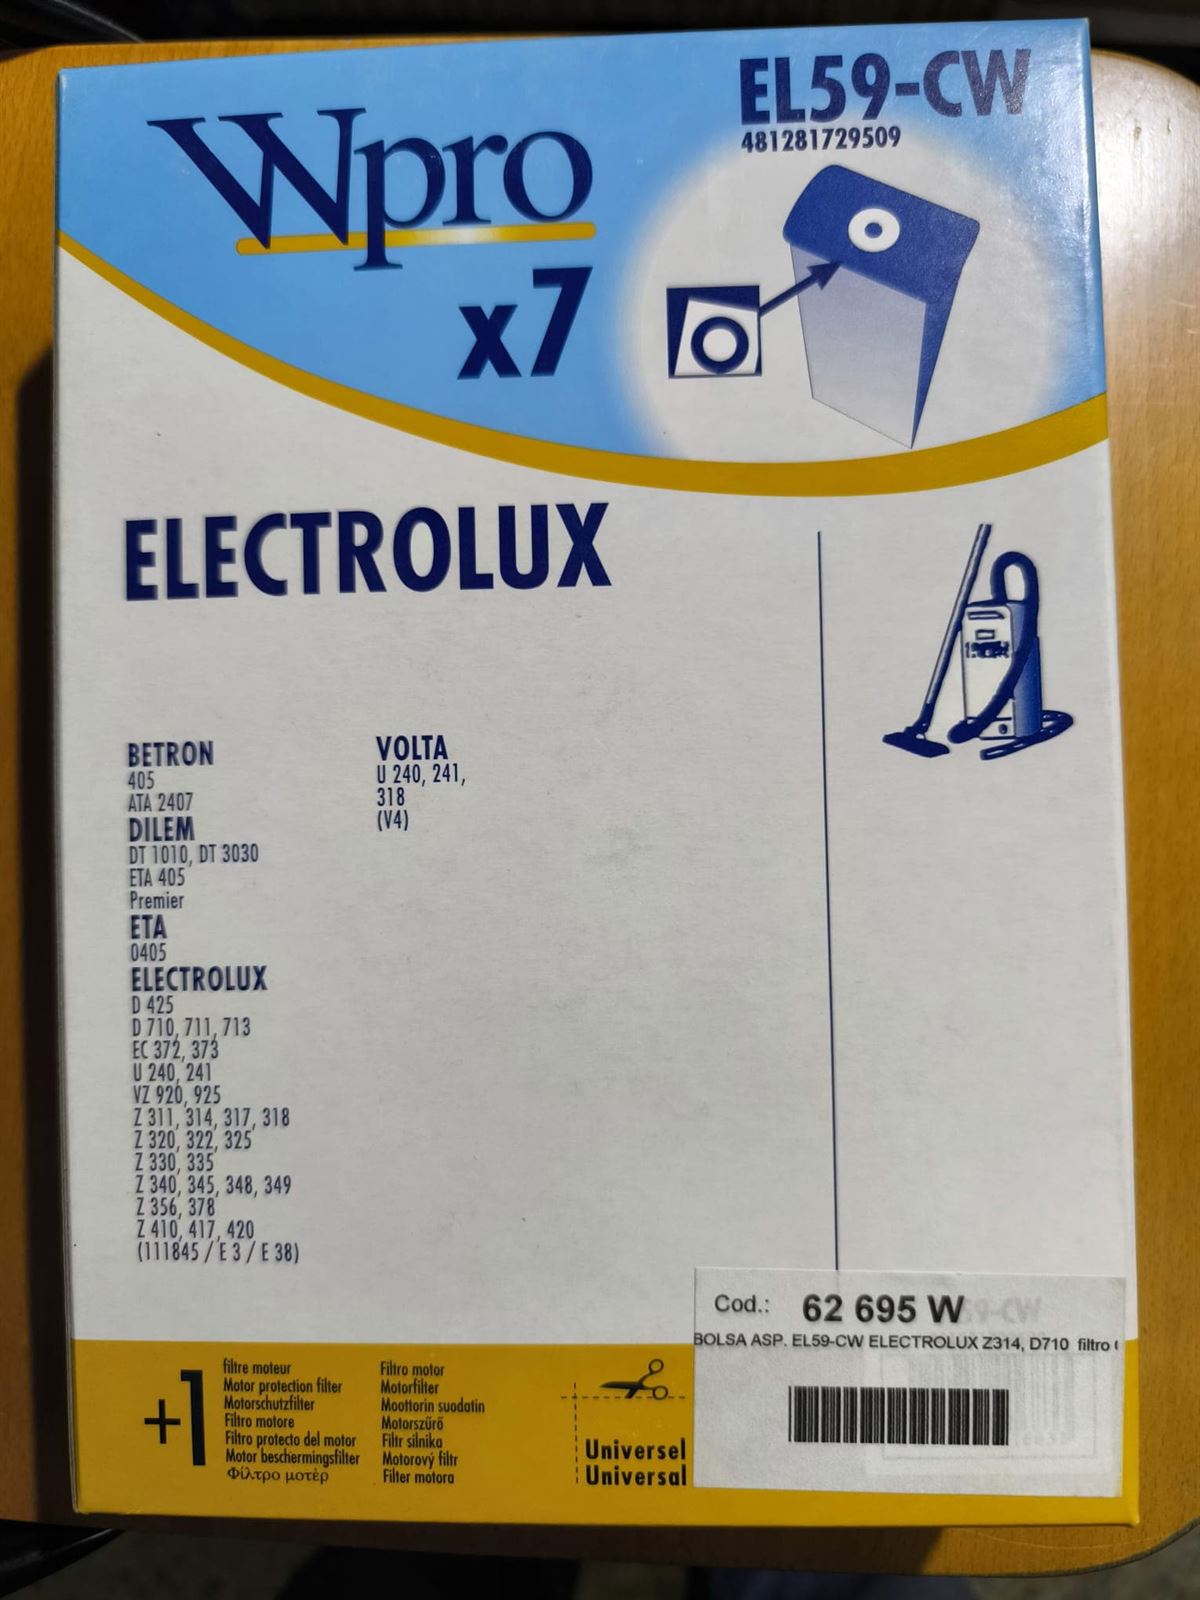 Wpro
x7
EL59-CW
481281729509
ELECTROLUX
BETRON
405
ATA 2407
DILEM
DT 1010, DT 3030
ETA 405
Premier
ETA
0405
ELECTROLUX
D 425
D 710, 711, 713
EC 372, 373
U 240, 241
VZ 920, 925
Z 311, 314, 317, 318
Z 320, 322, 325
Z 330, 335
Z 340, 345, 348, 349
Z 356, 378
Z 410, 417, 420
(111845 / E 3 / E 38)
VOLTA
U 240, 241,
318
(V4)
+1
filtre moteur
Motor protection filter
Motorschutzfilter
Filtro motore
Filtro protecto del motor
Motor beschermingsfilter
Φίλτρο μοτèρ
Filtro motor
Motorfilter
Moottorin suodatin
Motorszűrő
Filtr silnika
Motorový filtr
Filter motora
Universel
Universal
Cod.: 62 695 W
BOLSA ASP. EL59-CW ELECTROLUX Z314, D710 filtro